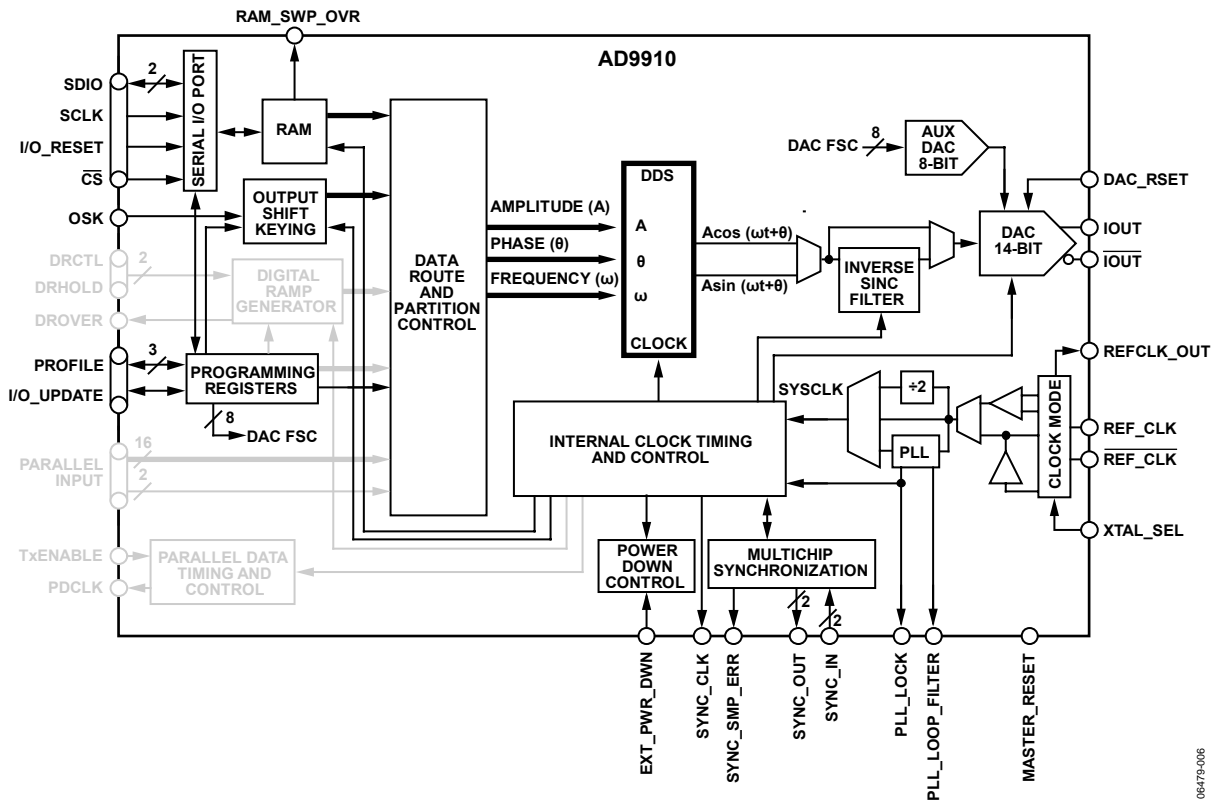 RAM_SWP_OVR
AD9910
SDIO
2
SCLK
I/O_RESET
CS
SERIAL I/O PORT
RAM
OSK
OUTPUT
SHIFT
KEYING
DRCTL
2
DRHOLD
DROVER
DIGITAL
RAMP
GENERATOR
PROFILE
3
I/O_UPDATE
PROGRAMMING
REGISTERS
8
DAC FSC
16
PARALLEL
INPUT
2
TxENABLE
PDCLK
PARALLEL DATA
TIMING AND
CONTROL
DATA
ROUTE
AND
PARTITION
CONTROL
AMPLITUDE (A)
PHASE (θ)
FREQUENCY (ω)
DDS
A
θ
ω
CLOCK
Acos (ωt+θ)
Asin (ωt+θ)
INVERSE
SINC
FILTER
DAC FSC
8
AUX
DAC
8-BIT
DAC
14-BIT
DAC_RSET
IOUT
IOUT
INTERNAL CLOCK TIMING
AND CONTROL
SYSCLK
÷2
PLL
CLOCK MODE
REFCLK_OUT
REF_CLK
REF_CLK
XTAL_SEL
POWER
DOWN
CONTROL
MULTICHIP
SYNCHRONIZATION
2
2
EXT_PWR_DWN
SYNC_CLK
SYNC_SMP_ERR
SYNC_OUT
SYNC_IN
PLL_LOCK
PLL_LOOP_FILTER
MASTER_RESET
06479-006